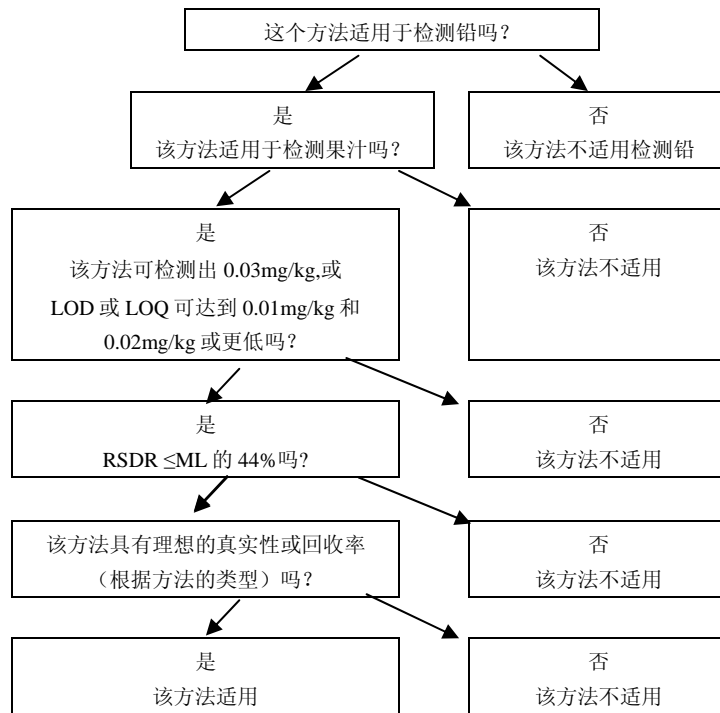 这个方法适用于检测铅吗？
是
该方法适用于检测果汁吗？
否
该方法不适用检测铅
是
该方法可检测出 0.03mg/kg,或
LOD 或 LOQ 可达到 0.01mg/kg 和
0.02mg/kg 或更低吗？
否
该方法不适用
是
RSDR ≤ML 的 44%吗?
否
该方法不适用
该方法具有理想的真实性或回收率
（根据方法的类型）吗？
否
该方法不适用
是
该方法适用
否
该方法不适用